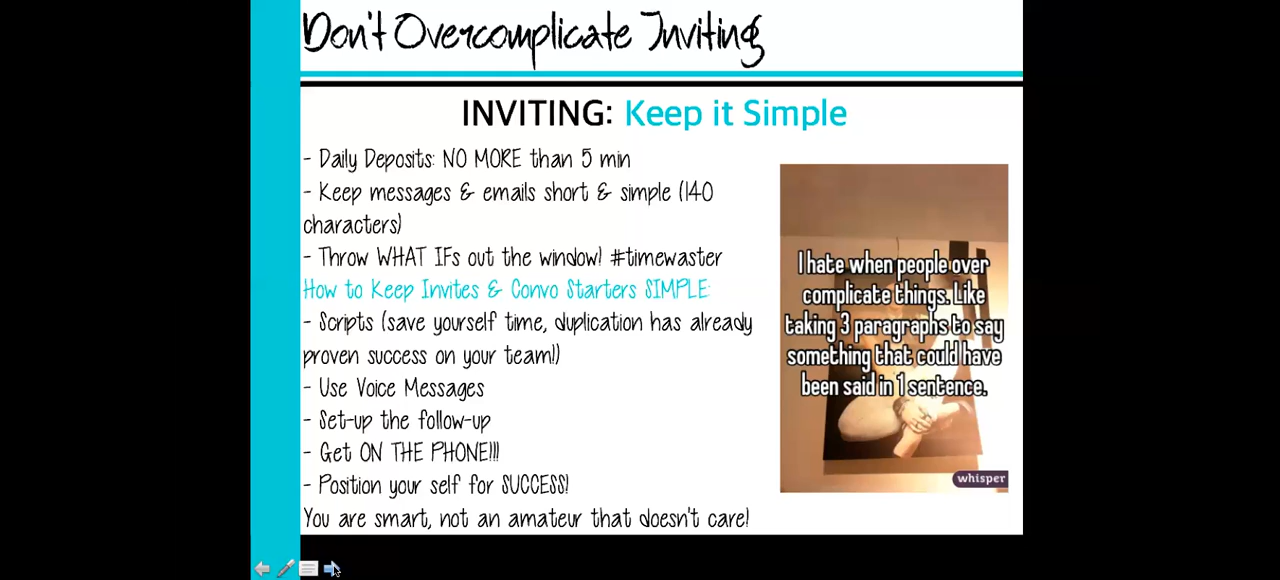 Don't Overcomplicate Inviting
INVITING: Keep it Simple
- Daily Deposits: NO MORE than 5 min
- Keep messages & emails short & simple (140
characters)
- Throw WHAT IFs out the window! #timewaster
How to Keep Invites & Convo Starters SIMPLE:
- Scripts (save yourself time, duplication has already
proven success on your team!)
- Use Voice Messages
- Set-up the follow-up
- Get ON THE PHONE!!!
- Position your self for SUCCESS!
You are smart, not an amateur that doesn't care!
I hate when people over
complicate things. Like
taking 3 paragraphs to say
something that could have
been said in 1 sentence.
whisper